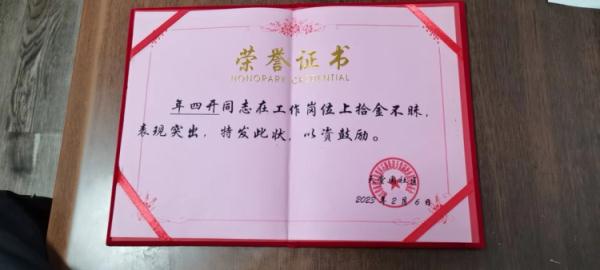 荣誉证书
HONORARY CREDENTIAL
年四开同志在工作岗位上拾金不昧，
表现突出，特发此状，以资鼓励。
2023年2月6日